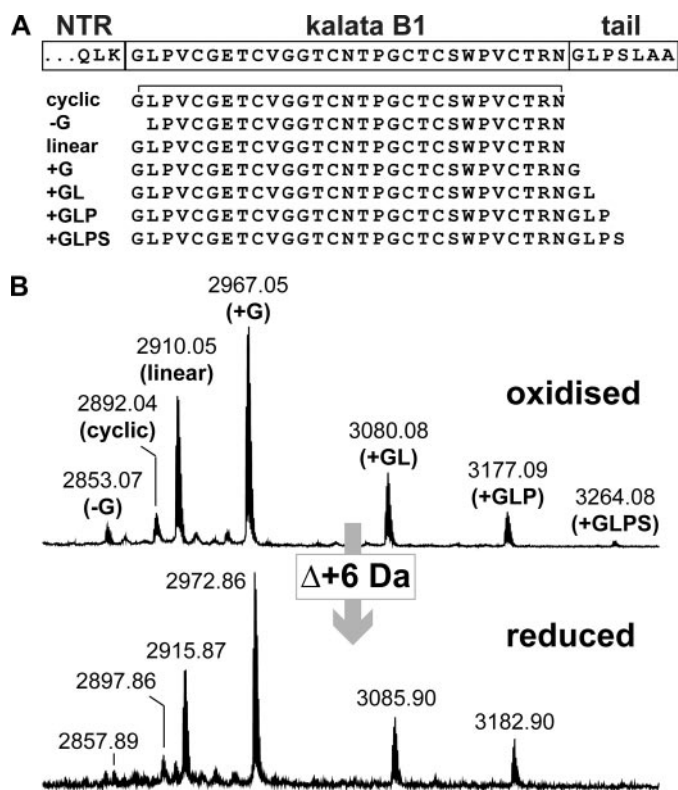 A
NTR kalata B1 tail
...QLK GLPVCGETCVGGTCNTPGCTCSWPVCTRN GLPSLAA
cyclic GLPVCGETCVGGTCNTPGCTCSWPVCTRN
-G LPVCGETCVGGTCNTPGCTCSWPVCTRN
linear GLPVCGETCVGGTCNTPGCTCSWPVCTRN
+G GLPVCGETCVGGTCNTPGCTCSWPVCTRNG
+GL GLPVCGETCVGGTCNTPGCTCSWPVCTRNGL
+GLP GLPVCGETCVGGTCNTPGCTCSWPVCTRNGLP
+GLPS GLPVCGETCVGGTCNTPGCTCSWPVCTRNGLPS
B
2967.05
(+G)
2910.05
(linear)
2892.04
(cyclic)
2853.07
(-G)
oxidised
3080.08
(+GL)
3177.09
(+GLP)
3264.08
(+GLPS)
Δ+6 Da
2972.86
reduced
2915.87
2897.86
2857.89
3085.90
3182.90